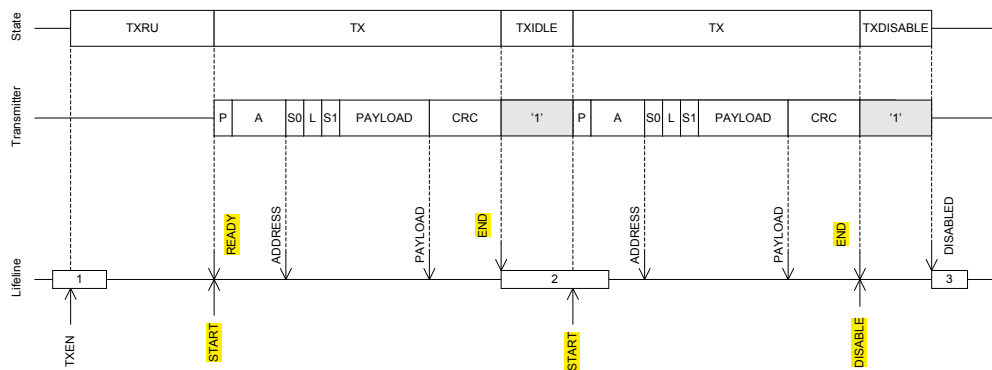 State
TXRU
TX
TXIDLE
TX
TXDISABLE
Transmitter
P
A
S0
L
S1
PAYLOAD
CRC
'1'
P
A
S0
L
S1
PAYLOAD
CRC
'1'
READY
ADDRESS
PAYLOAD
END
ADDRESS
PAYLOAD
END
DISABLED
Lifeline
1
2
3
TXEN
START
START
DISABLE